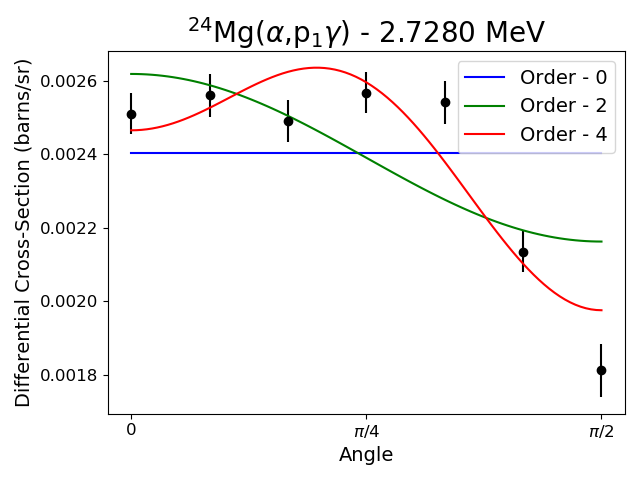 ²⁴Mg(α,p₁γ) - 2.7280 MeV
Differential Cross-Section (barns/sr)
0.0026
0.0024
0.0022
0.0020
0.0018
Order - 0
Order - 2
Order - 4
0
π/4
π/2
Angle